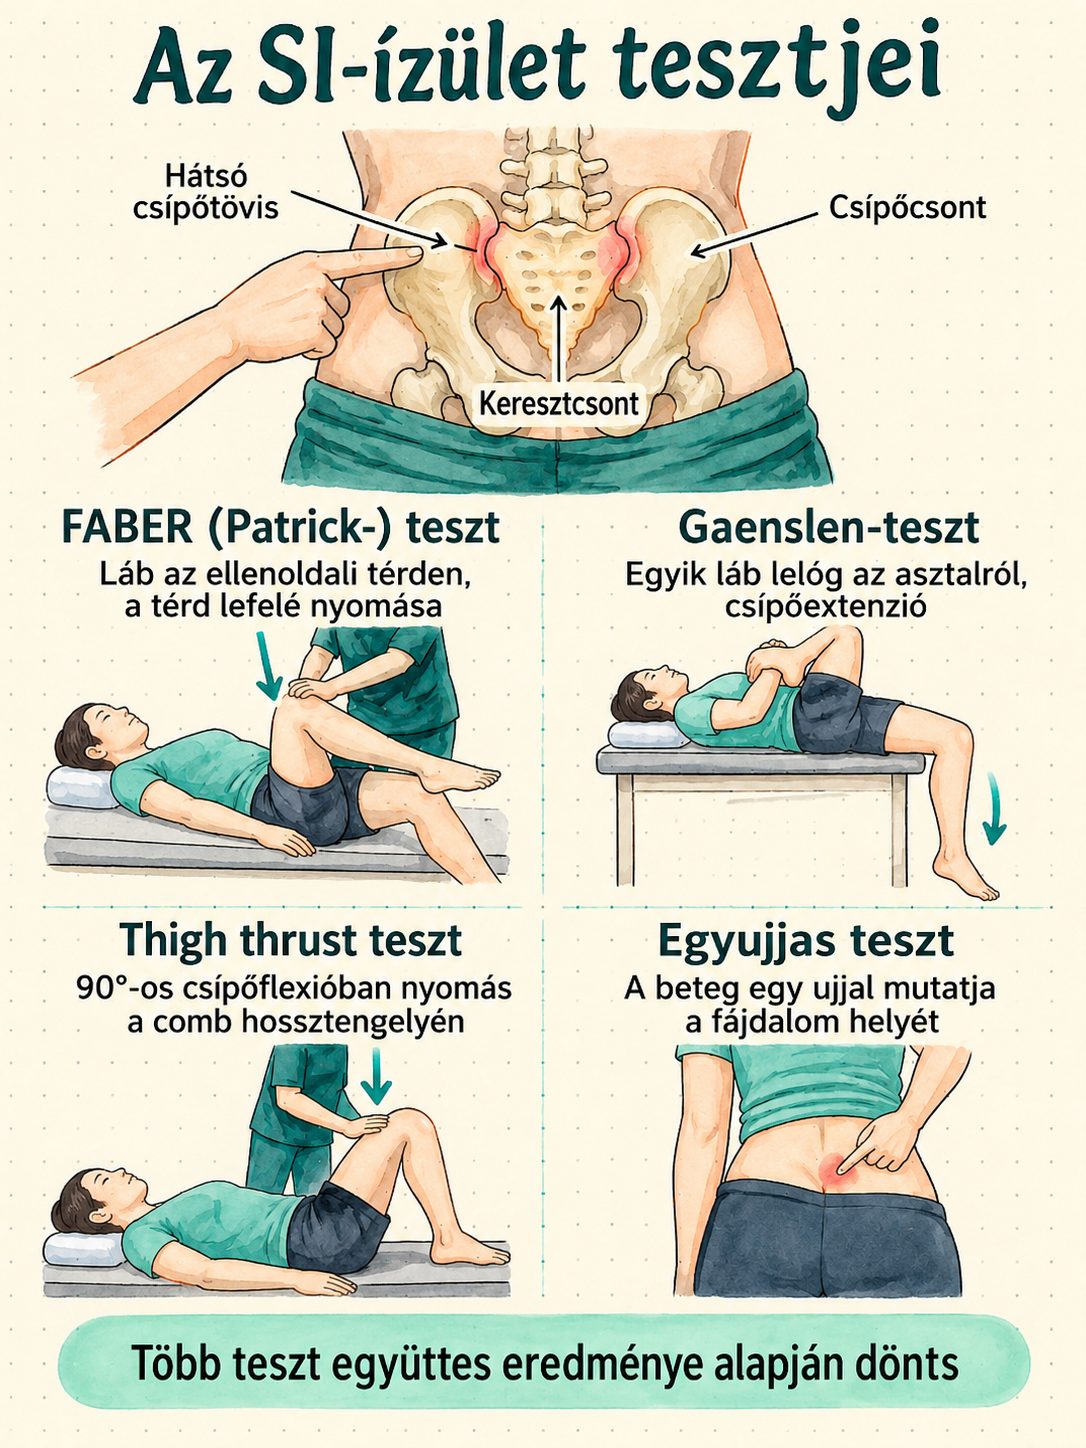 Az SI-ízület tesztjei
Hátsó
csípőtövis
Csípőcsont
Keresztcsont
FABER (Patrick-) teszt
Láb az ellenoldali térden,
a térd lefelé nyomása
Gaenslen-teszt
Egyik láb lelóg az asztalról,
csípőextenzió
Thigh thrust teszt
90°-os csípőflexióban nyomás
a comb hossztengelyén
Egyujjas teszt
A beteg egy ujjal mutatja
a fájdalom helyét
Több teszt együttes eredménye alapján dönts